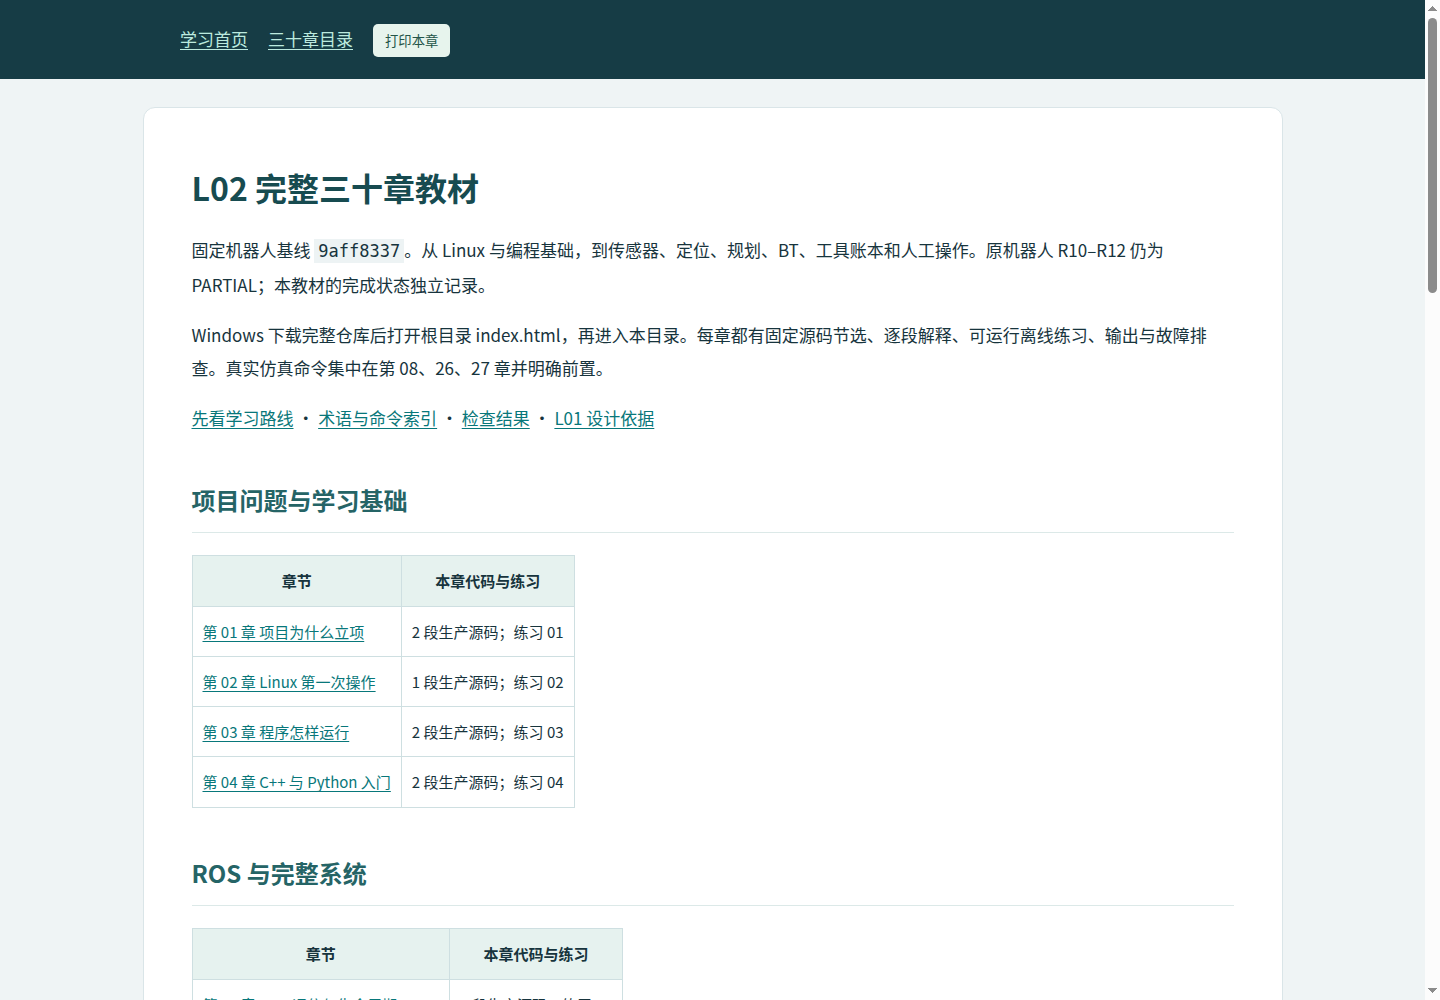 学习首页 三十章目录 打印本章
L02 完整三十章教材
固定机器人基线 9aff8337。从 Linux 与编程基础，到传感器、定位、规划、BT、工具账本和人工操作。原机器人 R10–R12 仍为
PARTIAL；本教材的完成状态独立记录。
Windows 下载完整仓库后打开根目录 index.html，再进入本目录。每章都有固定源码节选、逐段解释、可运行离线练习、输出与故障排
查。真实仿真命令集中在第 08、26、27 章并明确前置。
先看学习路线 · 术语与命令索引 · 检查结果 · L01 设计依据
项目问题与学习基础
章节 本章代码与练习
第 01 章 项目为什么立项 2 段生产源码；练习 01
第 02 章 Linux 第一次操作 1 段生产源码；练习 02
第 03 章 程序怎样运行 2 段生产源码；练习 03
第 04 章 C++ 与 Python 入门 2 段生产源码；练习 04
ROS 与完整系统
章节 本章代码与练习